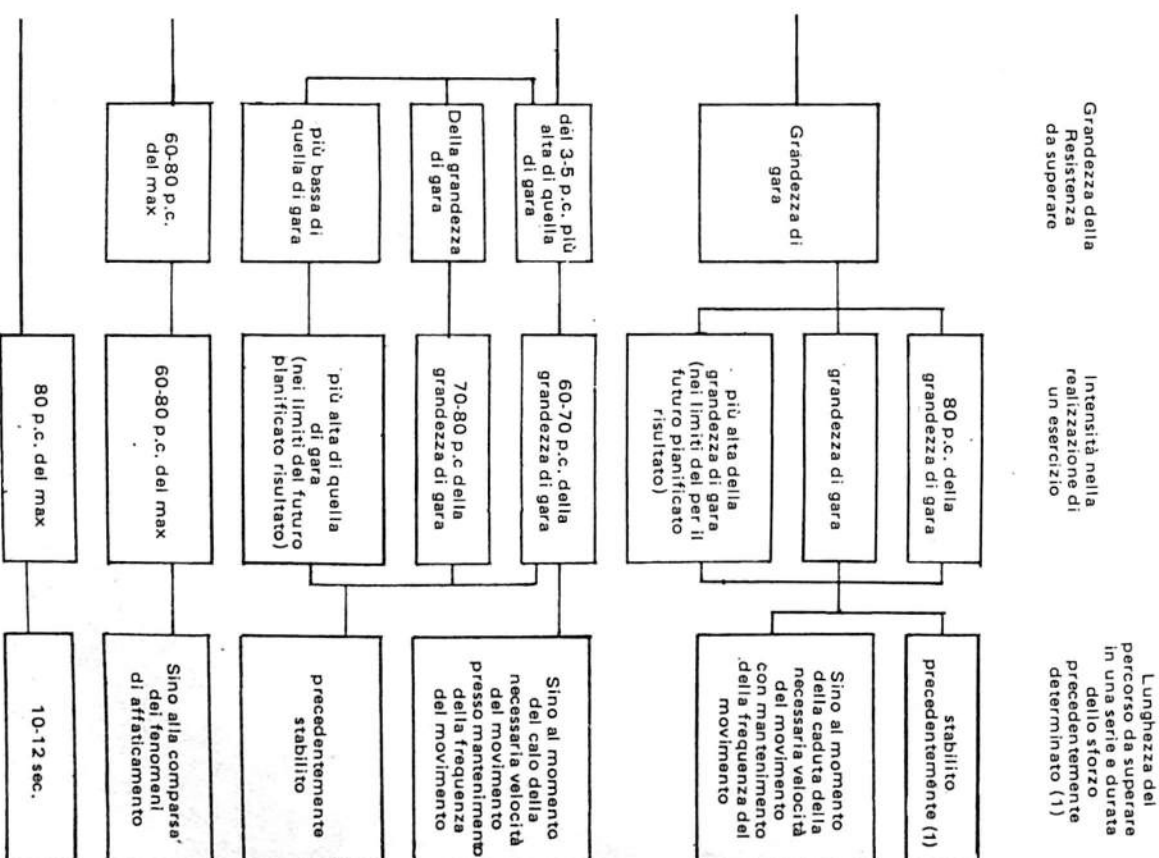 Grandezza della
Resistenza
da superare
Intensità nella
realizzazione di
un esercizio
Lunghezza del
percorso da superare
in una serie e durata
dello sforzo
precedentemente
determinato (1)
Grandezza di
gara
80 p.c. della
grandezza di gara
grandezza di gara
più alta della
grandezza di gara
(nei limiti del per il
futuro pianificato
risultato)
stabilito
precedentemente (1)
Sino al momento
della caduta della
necessaria velocità
del movimento
con mantenimento
della frequenza del
movimento
del 3-5 p.c. più
alta di quella
di gara
Della grandezza
di gara
più bassa di
quella di gara
60-70 p.c. della
grandezza di gara
70-80 p.c della
grandezza di gara
più alta di quella
di gara
(nei limiti del futuro
planificato risultato)
Sino al momento
del calo della
necessaria velocità
del movimento
presso mantenimento
della frequenza
del movimento
precedentemente
stabilito
60-80 p.c.
del max
60-80 p.c. del max
Sino alla comparsa
dei fenomeni
di affaticamento
80 p.c. del max
10-12 sec.